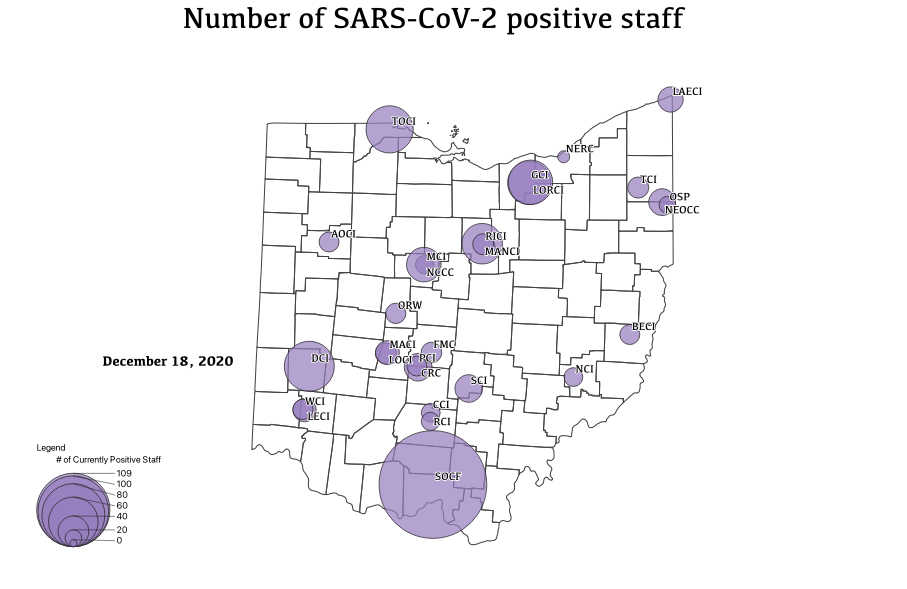 Number of SARS-CoV-2 positive staff
LAECI
TOCI
NERC
GCI
TCI
LORCI
OSP
NEOCC
AOCI
RICI
MANCI
MCI
NCCC
ORW
BECI
MACI
FMC
December 18, 2020
DCI
LOCI
PCI
NCI
CRC
SCI
WCI
CCI
LECI
RCI
Legend
# of Currently Positive Staff
SOCF
109
100
80
60
40
20
0